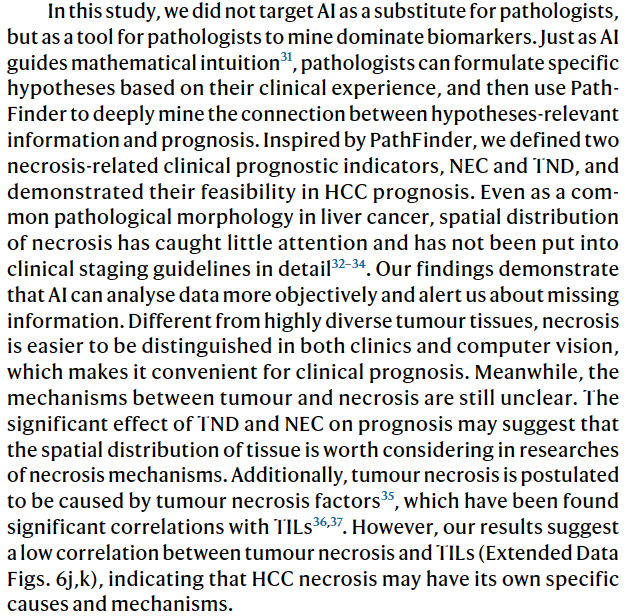 In this study, we did not target AI as a substitute for pathologists,
but as a tool for pathologists to mine dominate biomarkers. Just as AI
guides mathematical intuition31, pathologists can formulate specific
hypotheses based on their clinical experience, and then use Path-
Finder to deeply mine the connection between hypotheses-relevant
information and prognosis. Inspired by PathFinder, we defined two
necrosis-related clinical prognostic indicators, NEC and TND, and
demonstrated their feasibility in HCC prognosis. Even as a com-
mon pathological morphology in liver cancer, spatial distribution
of necrosis has caught little attention and has not been put into
clinical staging guidelines in detail32–34. Our findings demonstrate
that AI can analyse data more objectively and alert us about missing
information. Different from highly diverse tumour tissues, necrosis
is easier to be distinguished in both clinics and computer vision,
which makes it convenient for clinical prognosis. Meanwhile, the
mechanisms between tumour and necrosis are still unclear. The
significant effect of TND and NEC on prognosis may suggest that
the spatial distribution of tissue is worth considering in researches
of necrosis mechanisms. Additionally, tumour necrosis is postulated
to be caused by tumour necrosis factors35, which have been found
significant correlations with TILs36,37. However, our results suggest
a low correlation between tumour necrosis and TILs (Extended Data
Figs. 6j,k), indicating that HCC necrosis may have its own specific
causes and mechanisms.